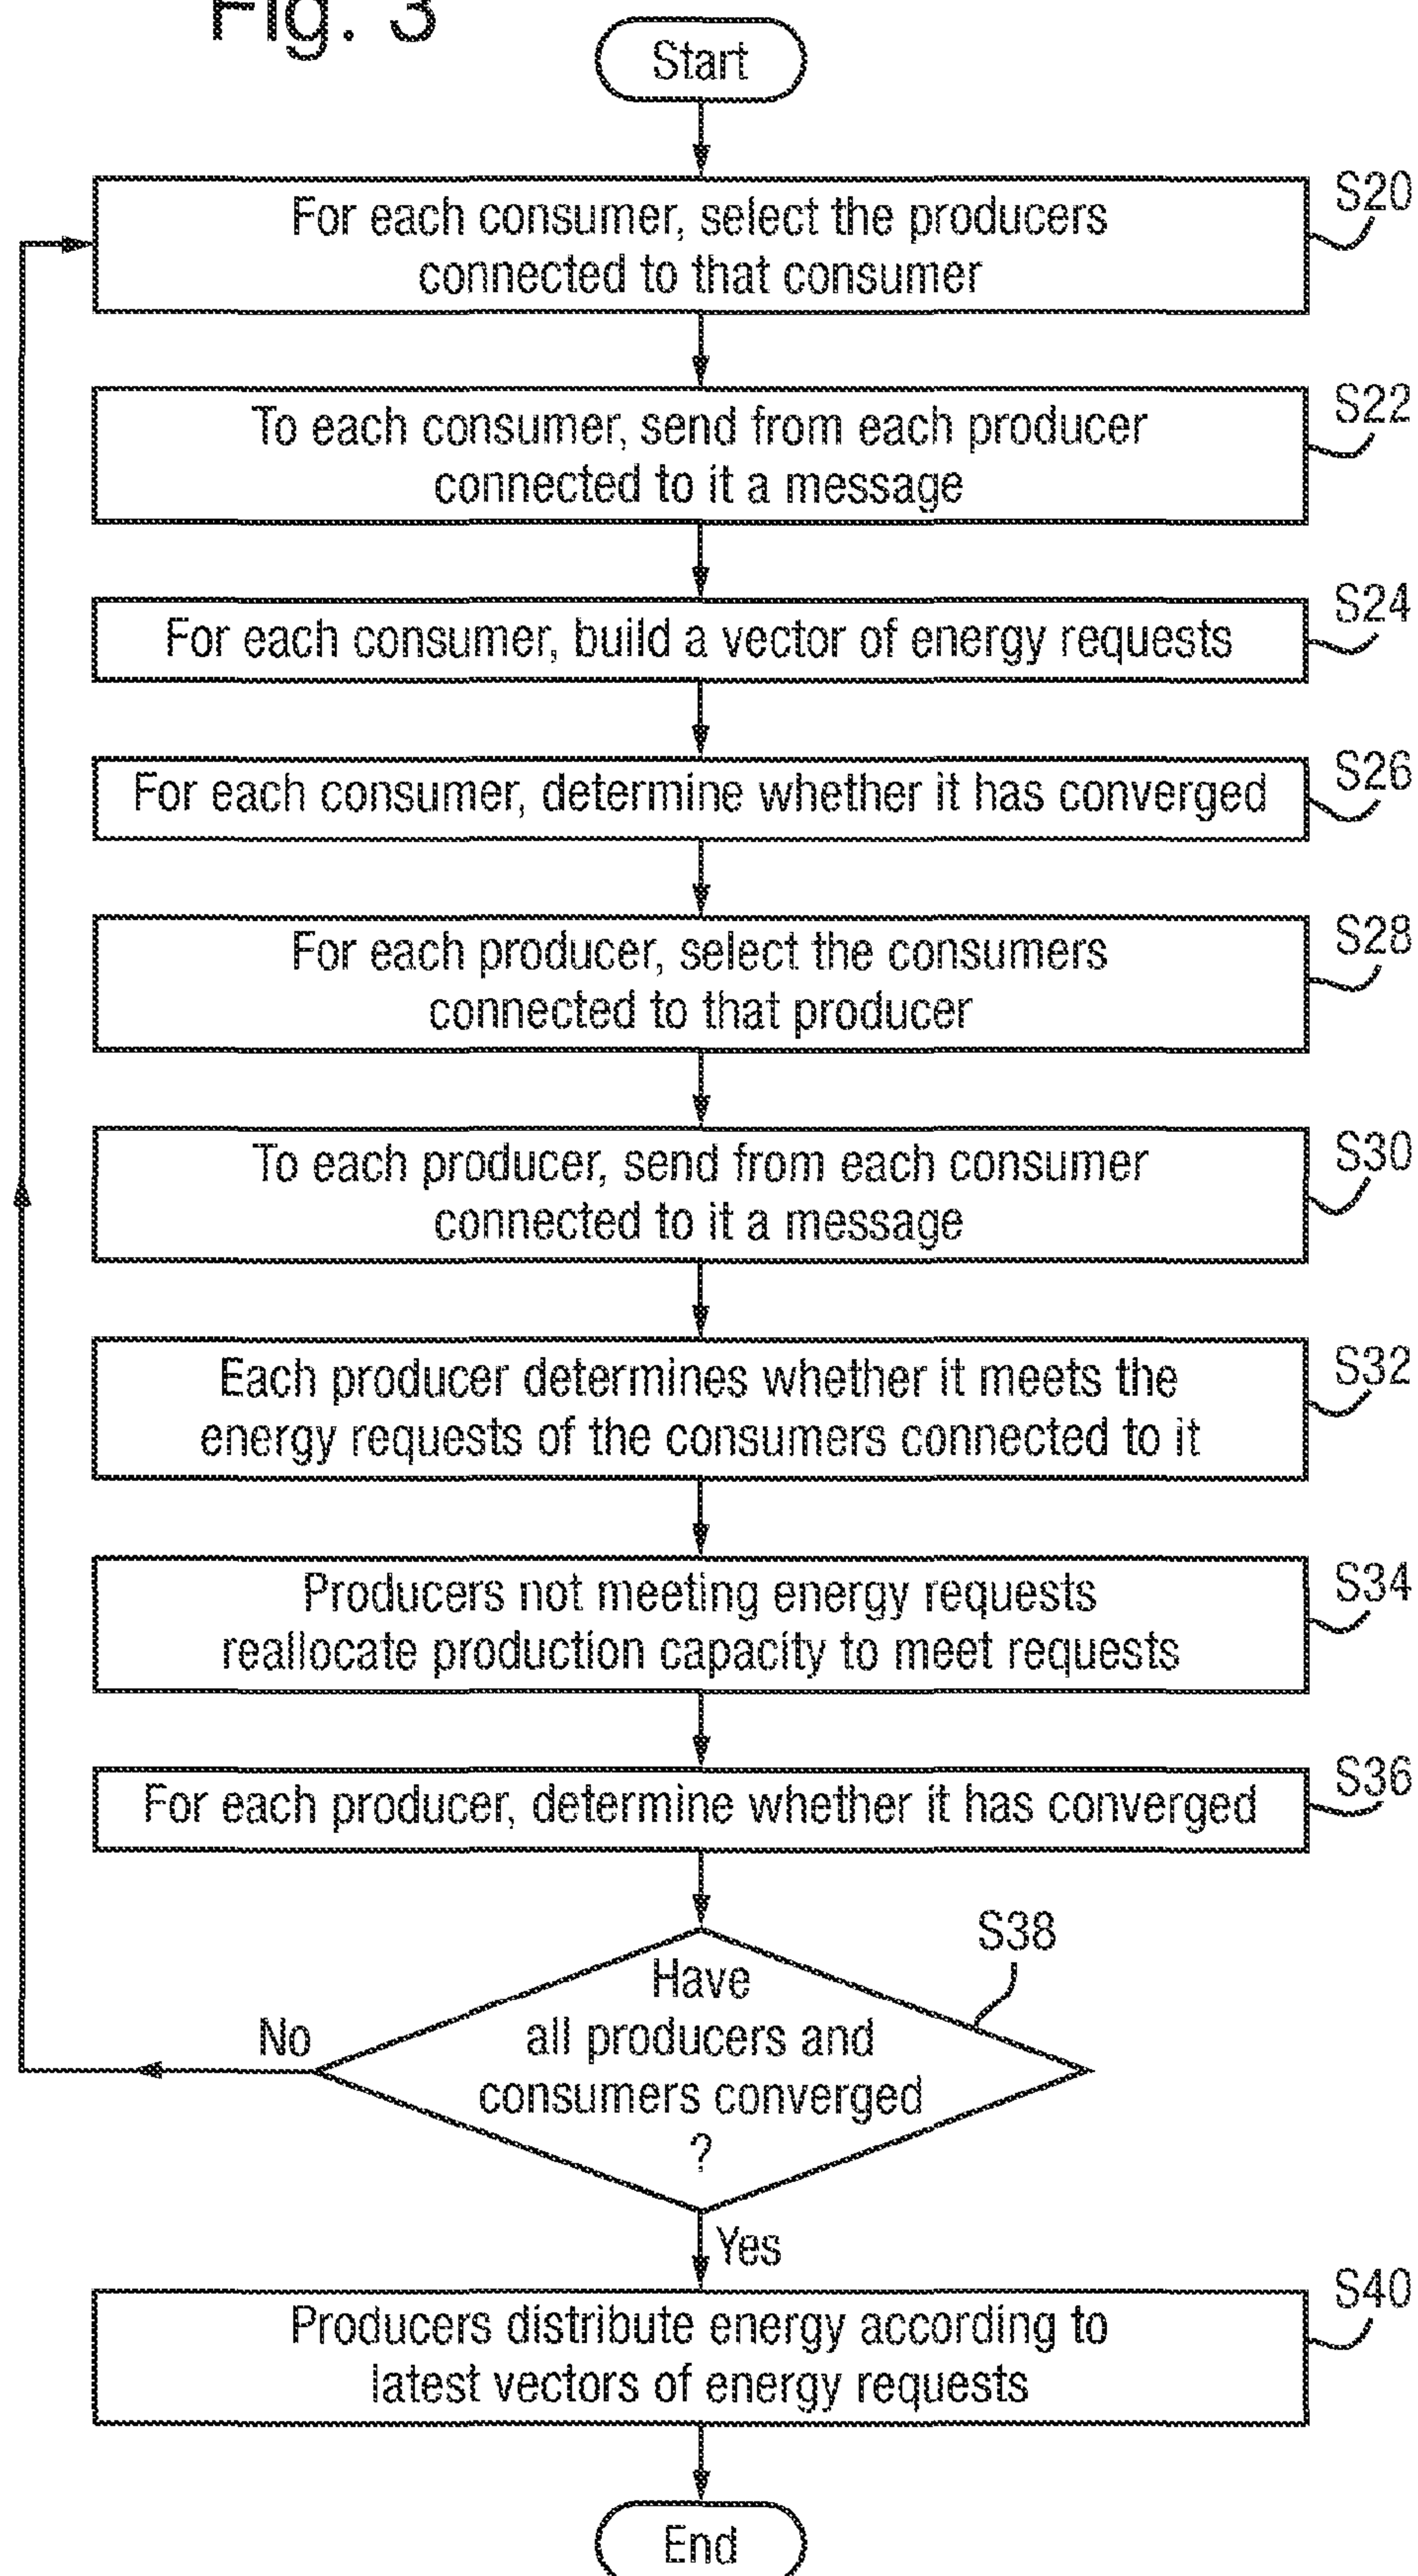 Fig. 3
Start
For each consumer, select the producers
connected to that consumer
S20
To each consumer, send from each producer
connected to it a message
S22
For each consumer, build a vector of energy requests
S24
For each consumer, determine whether it has converged
S26
For each producer, select the consumers
connected to that producer
S28
To each producer, send from each consumer
connected to it a message
S30
Each producer determines whether it meets the
energy requests of the consumers connected to it
S32
Producers not meeting energy requests
reallocate production capacity to meet requests
S34
For each producer, determine whether it has converged
S36
S38
Have
all producers and
consumers converged
?
No
Yes
Producers distribute energy according to
latest vectors of energy requests
S40
End